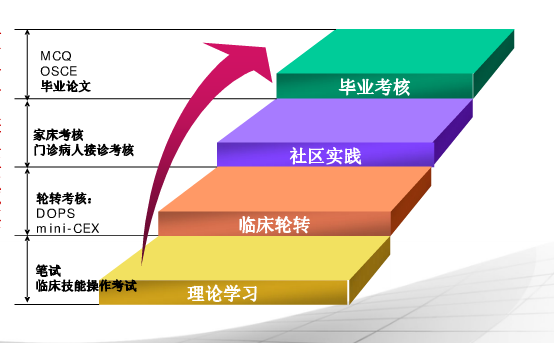 MCQ
OSCE
毕业论文
毕业考核
家床考核
门诊病人接诊考核
社区实践
轮转考核：
DOPS
mini-CEX
临床轮转
笔试
临床技能操作考试
理论学习